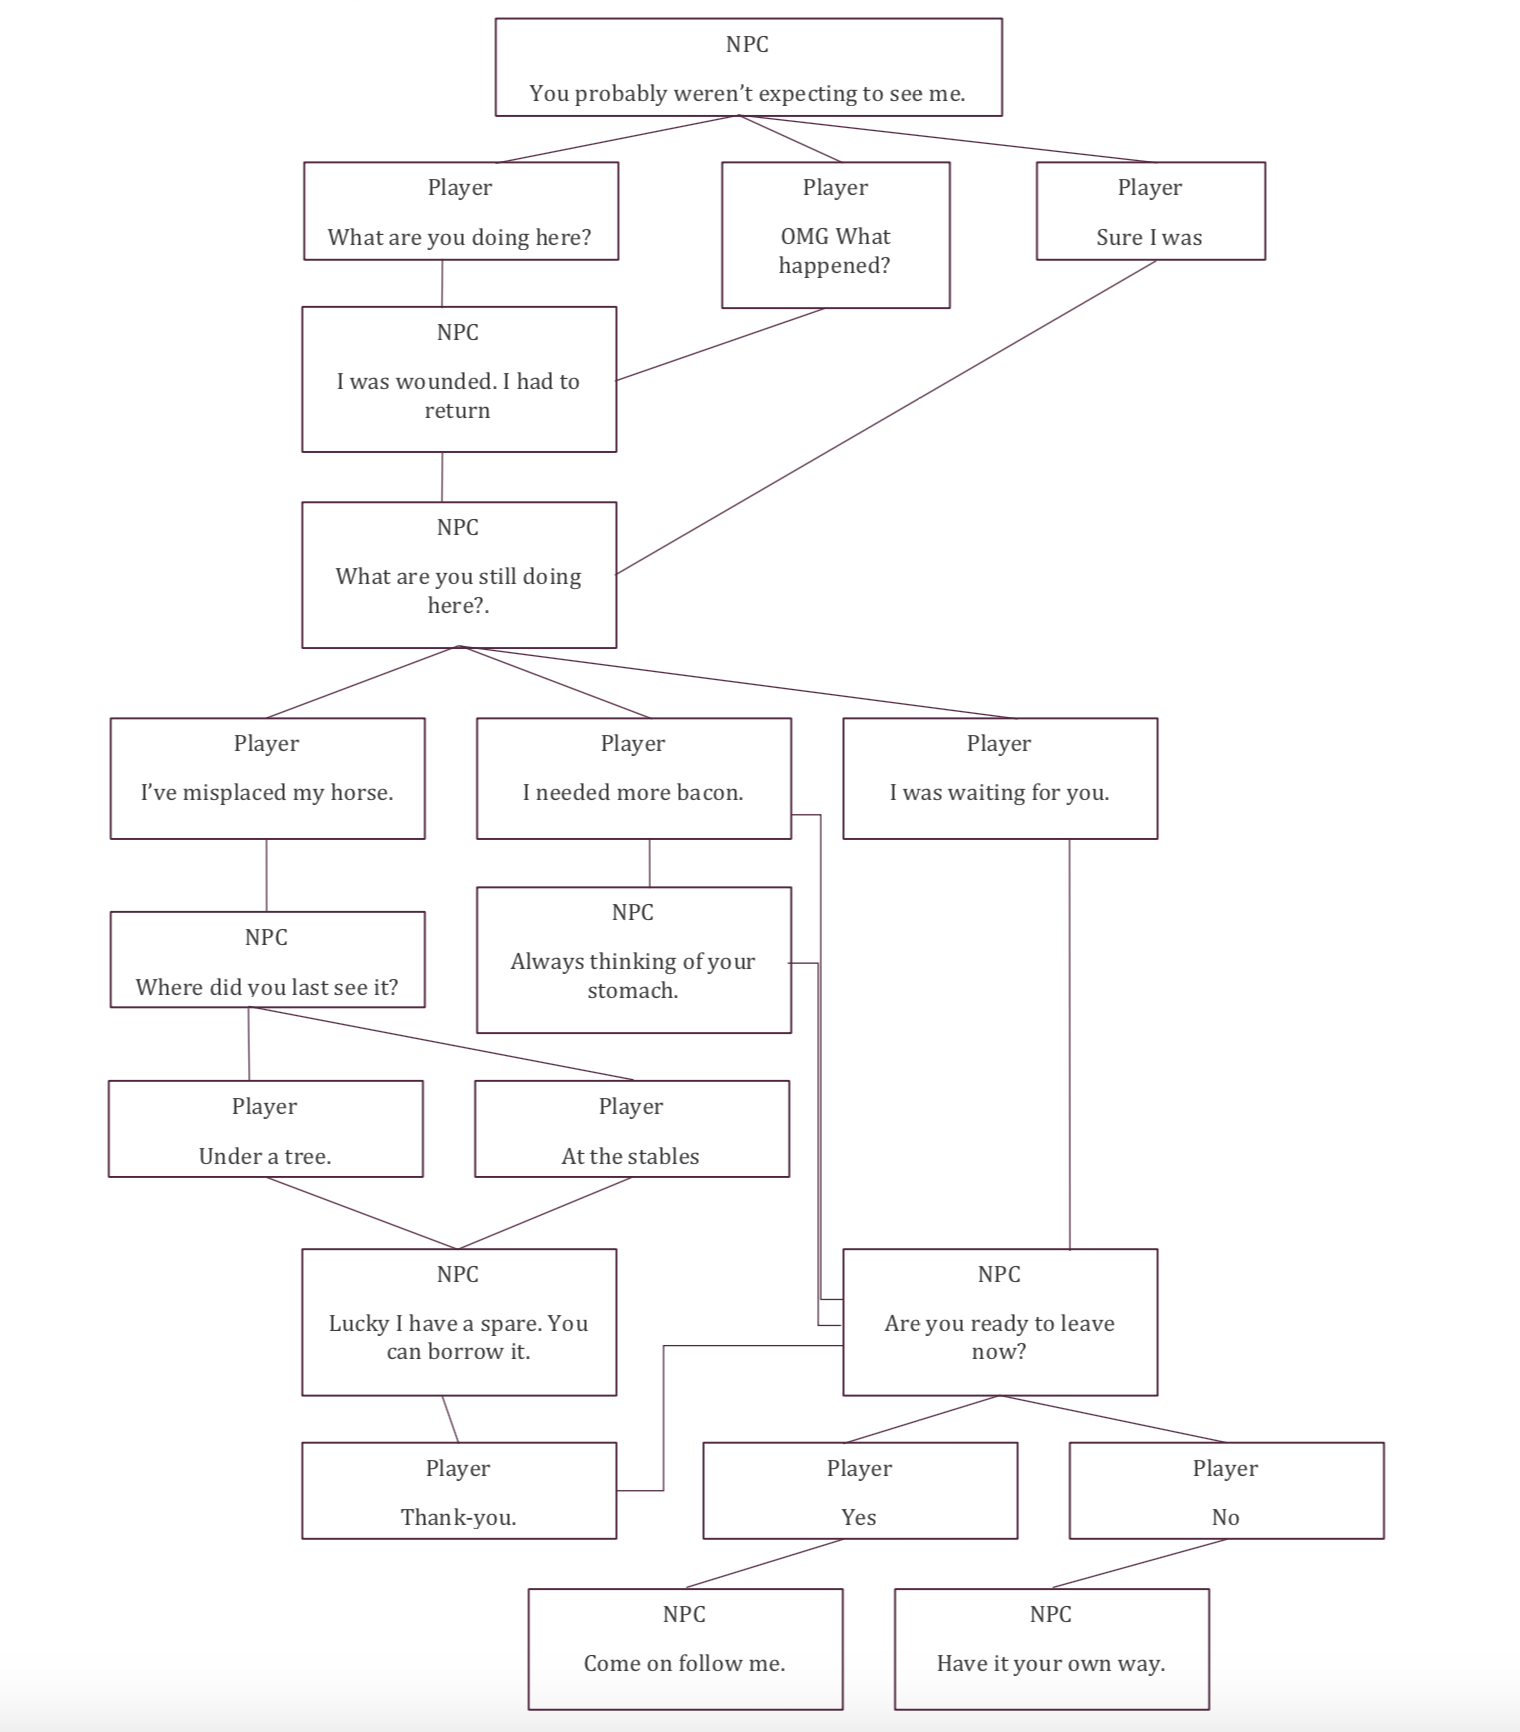 NPC
You probably weren’t expecting to see me.
Player
What are you doing here?
Player
OMG What
happened?
Player
Sure I was
NPC
I was wounded. I had to
return
NPC
What are you still doing
here?.
Player
I’ve misplaced my horse.
Player
I needed more bacon.
Player
I was waiting for you.
NPC
Where did you last see it?
NPC
Always thinking of your
stomach.
Player
Under a tree.
Player
At the stables
NPC
Lucky I have a spare. You
can borrow it.
NPC
Are you ready to leave
now?
Player
Thank-you.
Player
Yes
Player
No
NPC
Come on follow me.
NPC
Have it your own way.